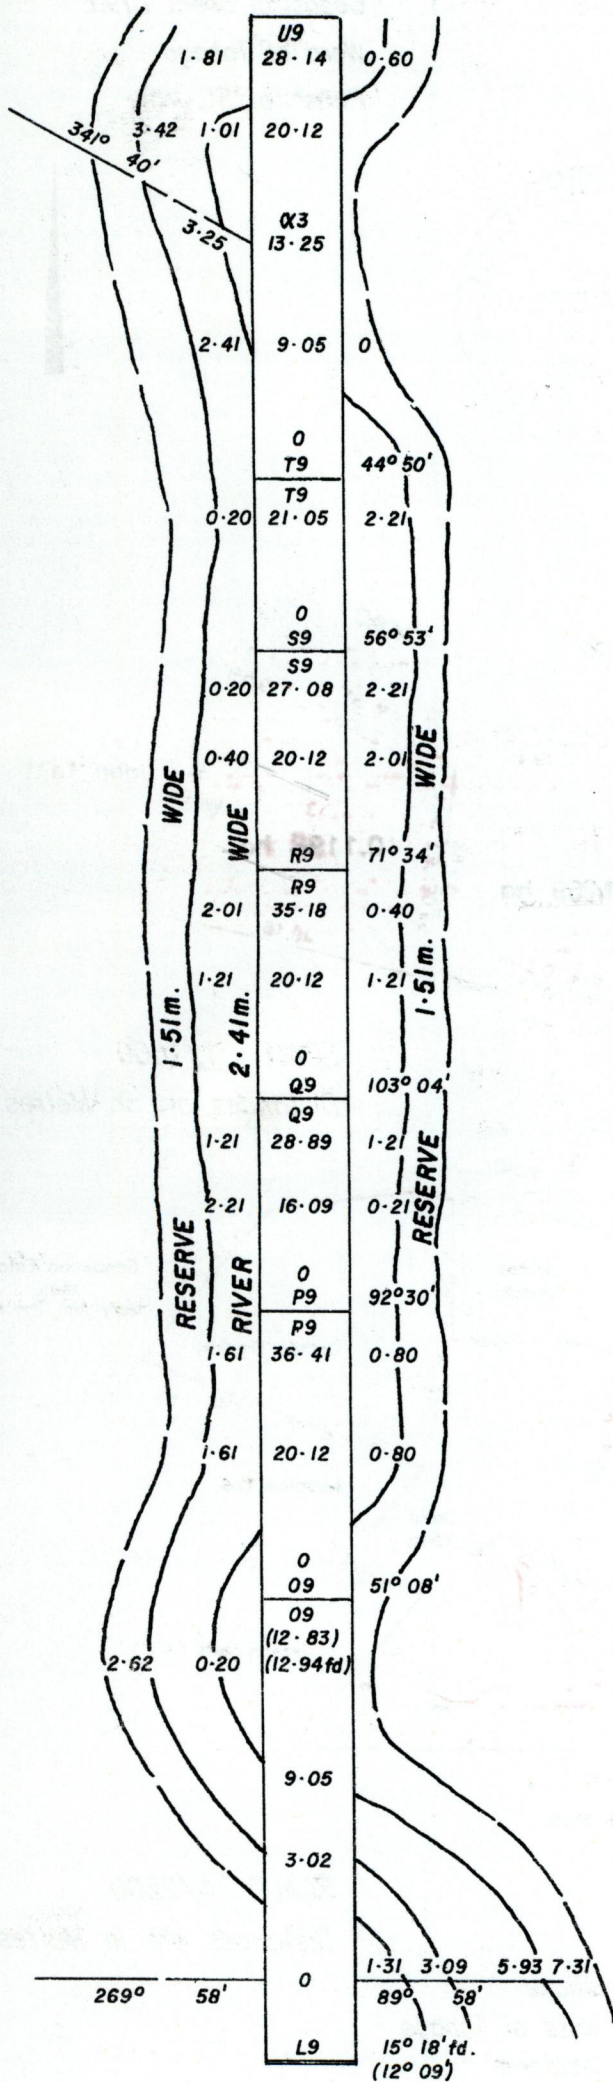 U9
1·81 28·14 0·60
341° 3·42 1·01 20·12
40'
α3
3·25 13·25
2·41 9·05 0
0
T9 44° 50'
T9
0·20 21·05 2·21
0
S9 56° 53'
S9
0·20 27·08 2·21
0·40 20·12 2·01
WIDE WIDE WIDE
R9 71° 34'
R9
2·01 35·18 0·40
1·21 20·12 1·21
1·51m. 2·41m. 1·51m.
0
Q9 103° 04'
Q9
1·21 28·89 1·21
2·21 16·09 0·21
RESERVE RIVER RESERVE
0
P9 92° 30'
P9
1·61 36·41 0·80
1·61 20·12 0·80
0
O9 51° 08'
O9
(12·83)
2·62 0·20 (12·94fd)
9·05
3·02
1·31 3·09 5·93 7·31
0
269° 58' 89° 58'
L9 15° 18' fd.
(12° 09')